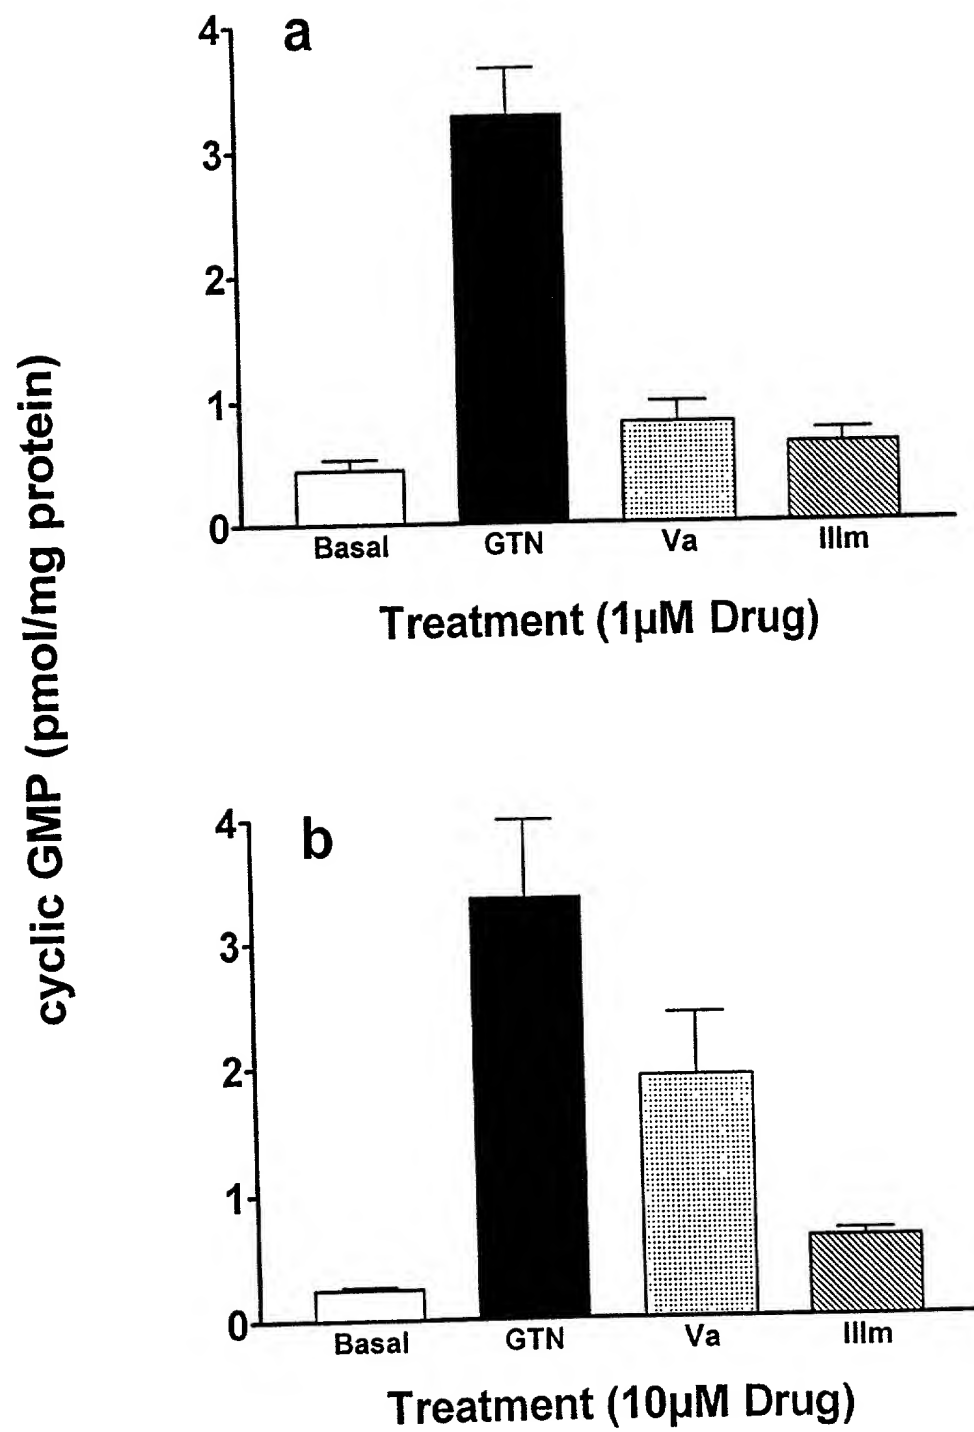 a
4
3
2
1
0
Basal GTN Va IIIm
Treatment (1µM Drug)
cyclic GMP (pmol/mg protein)
b
4
3
2
1
0
Basal GTN Va IIIm
Treatment (10µM Drug)